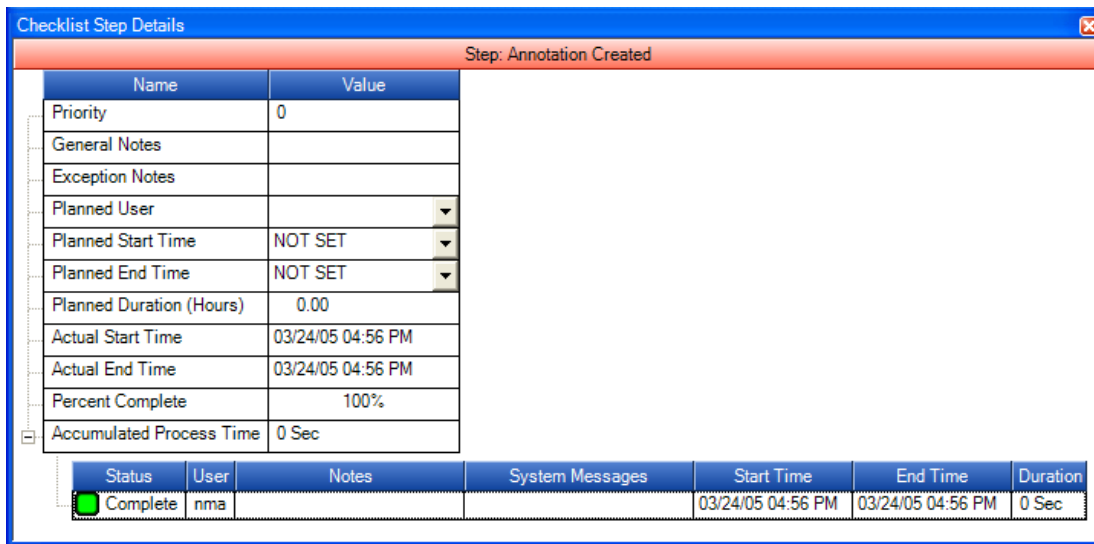 Checklist Step Details
Step: Annotation Created
Name Value
Priority 0
General Notes
Exception Notes
Planned User
Planned Start Time NOT SET
Planned End Time NOT SET
Planned Duration (Hours) 0.00
Actual Start Time 03/24/05 04:56 PM
Actual End Time 03/24/05 04:56 PM
Percent Complete 100%
Accumulated Process Time 0 Sec
Status User Notes System Messages Start Time End Time Duration
Complete nma 03/24/05 04:56 PM 03/24/05 04:56 PM 0 Sec